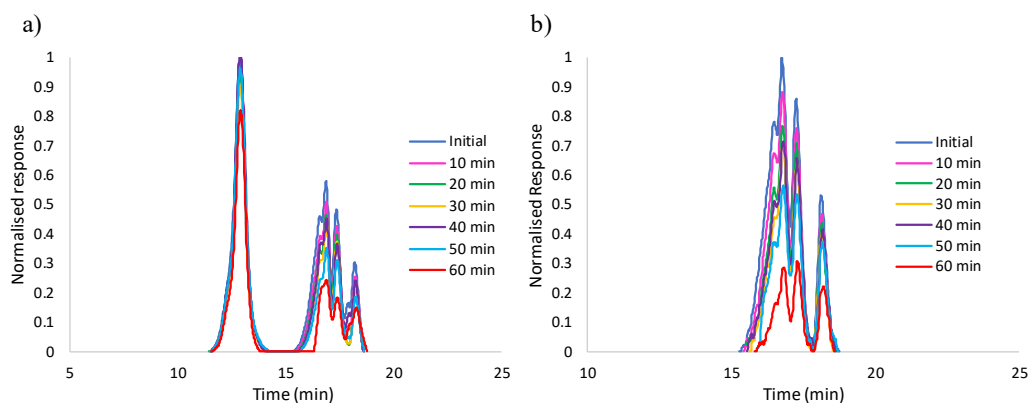 a)
1
0.9
0.8
0.7
0.6
0.5
0.4
0.3
0.2
0.1
0
Normalised response
5
10
15
20
25
Time (min)
Initial
10 min
20 min
30 min
40 min
50 min
60 min
b)
1
0.9
0.8
0.7
0.6
0.5
0.4
0.3
0.2
0.1
0
Normalised Response
10
15
20
25
Time (min)
Initial
10 min
20 min
30 min
40 min
50 min
60 min